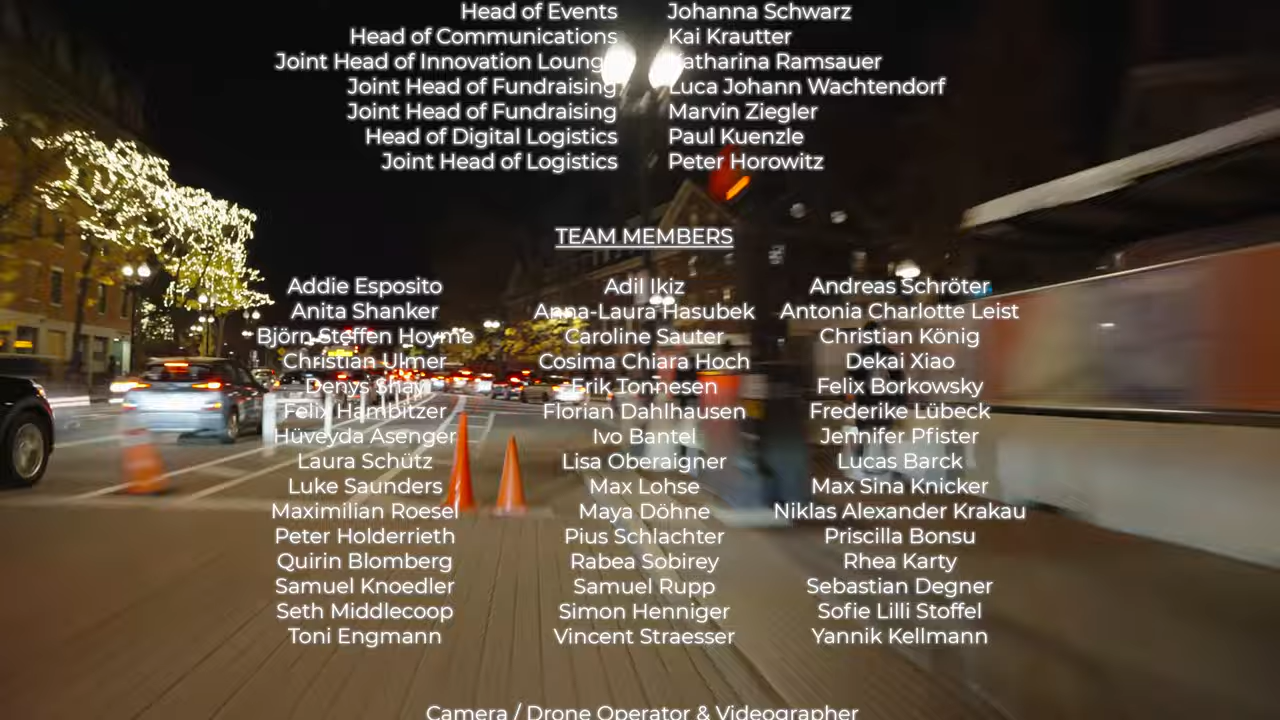 Head of Events Johanna Schwarz
Head of Communications Kai Krautter
Joint Head of Innovation Lounge Katharina Ramsauer
Joint Head of Fundraising Luca Johann Wachtendorf
Joint Head of Fundraising Marvin Ziegler
Head of Digital Logistics Paul Kuenzle
Joint Head of Logistics Peter Horowitz
TEAM MEMBERS
Addie Esposito Adil Ikiz Andreas Schröter
Anita Shanker Anna-Laura Hasubek Antonia Charlotte Leist
Björn Steffen Hoyme Caroline Sauter Christian König
Christian Ulmer Cosima Chiara Hoch Dekai Xiao
Denys Shay Erik Tonnesen Felix Borkowsky
Felix Hambitzer Florian Dahlhausen Frederike Lübeck
Hüveyda Asenger Ivo Bantel Jennifer Pfister
Laura Schütz Lisa Oberaigner Lucas Barck
Luke Saunders Max Lohse Max Sina Knicker
Maximilian Roesel Maya Döhne Niklas Alexander Krakau
Peter Holderrieth Pius Schlachter Priscilla Bonsu
Quirin Blomberg Rabea Sobirey Rhea Karty
Samuel Knoedler Samuel Rupp Sebastian Degner
Seth Middlecoop Simon Henniger Sofie Lilli Stoffel
Toni Engmann Vincent Straesser Yannik Kellmann
Camera / Drone Operator & Videographer